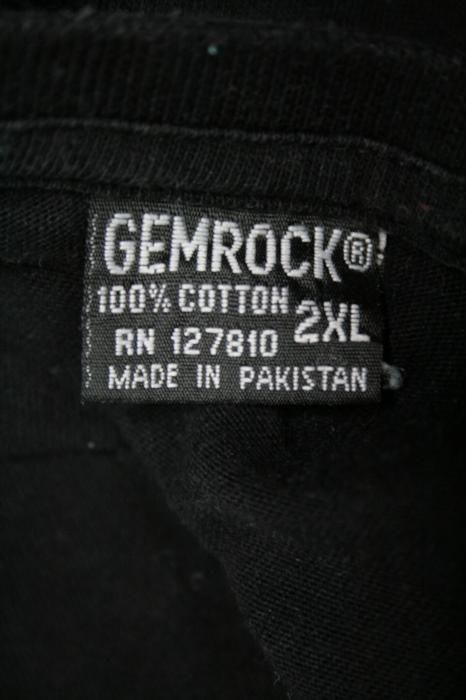 GEMROCK®
100% COTTON 2XL
RN 127810
MADE IN PAKISTAN